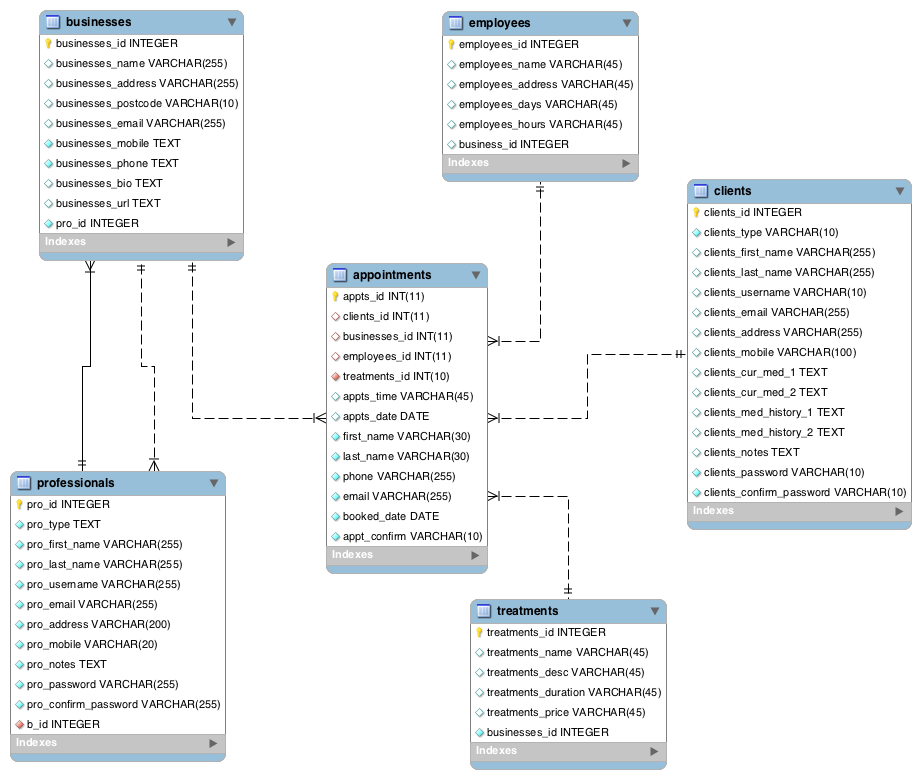 businesses
businesses_id INTEGER
businesses_name VARCHAR(255)
businesses_address VARCHAR(255)
businesses_postcode VARCHAR(10)
businesses_email VARCHAR(255)
businesses_mobile TEXT
businesses_phone TEXT
businesses_bio TEXT
businesses_url TEXT
pro_id INTEGER
Indexes
employees
employees_id INTEGER
employees_name VARCHAR(45)
employees_address VARCHAR(45)
employees_days VARCHAR(45)
employees_hours VARCHAR(45)
business_id INTEGER
Indexes
clients
clients_id INTEGER
clients_type VARCHAR(10)
clients_first_name VARCHAR(255)
clients_last_name VARCHAR(255)
clients_username VARCHAR(10)
clients_email VARCHAR(255)
clients_address VARCHAR(255)
clients_mobile VARCHAR(100)
clients_cur_med_1 TEXT
clients_cur_med_2 TEXT
clients_med_history_1 TEXT
clients_med_history_2 TEXT
clients_notes TEXT
clients_password VARCHAR(10)
clients_confirm_password VARCHAR(10)
Indexes
appointments
appts_id INT(11)
clients_id INT(11)
businesses_id INT(11)
employees_id INT(11)
treatments_id INT(10)
appts_time VARCHAR(45)
appts_date DATE
first_name VARCHAR(30)
last_name VARCHAR(30)
phone VARCHAR(255)
email VARCHAR(255)
booked_date DATE
appt_confirm VARCHAR(10)
Indexes
professionals
pro_id INTEGER
pro_type TEXT
pro_first_name VARCHAR(255)
pro_last_name VARCHAR(255)
pro_username VARCHAR(255)
pro_email VARCHAR(255)
pro_address VARCHAR(200)
pro_mobile VARCHAR(20)
pro_notes TEXT
pro_password VARCHAR(255)
pro_confirm_password VARCHAR(255)
b_id INTEGER
Indexes
treatments
treatments_id INTEGER
treatments_name VARCHAR(45)
treatments_desc VARCHAR(45)
treatments_duration VARCHAR(45)
treatments_price VARCHAR(45)
businesses_id INTEGER
Indexes